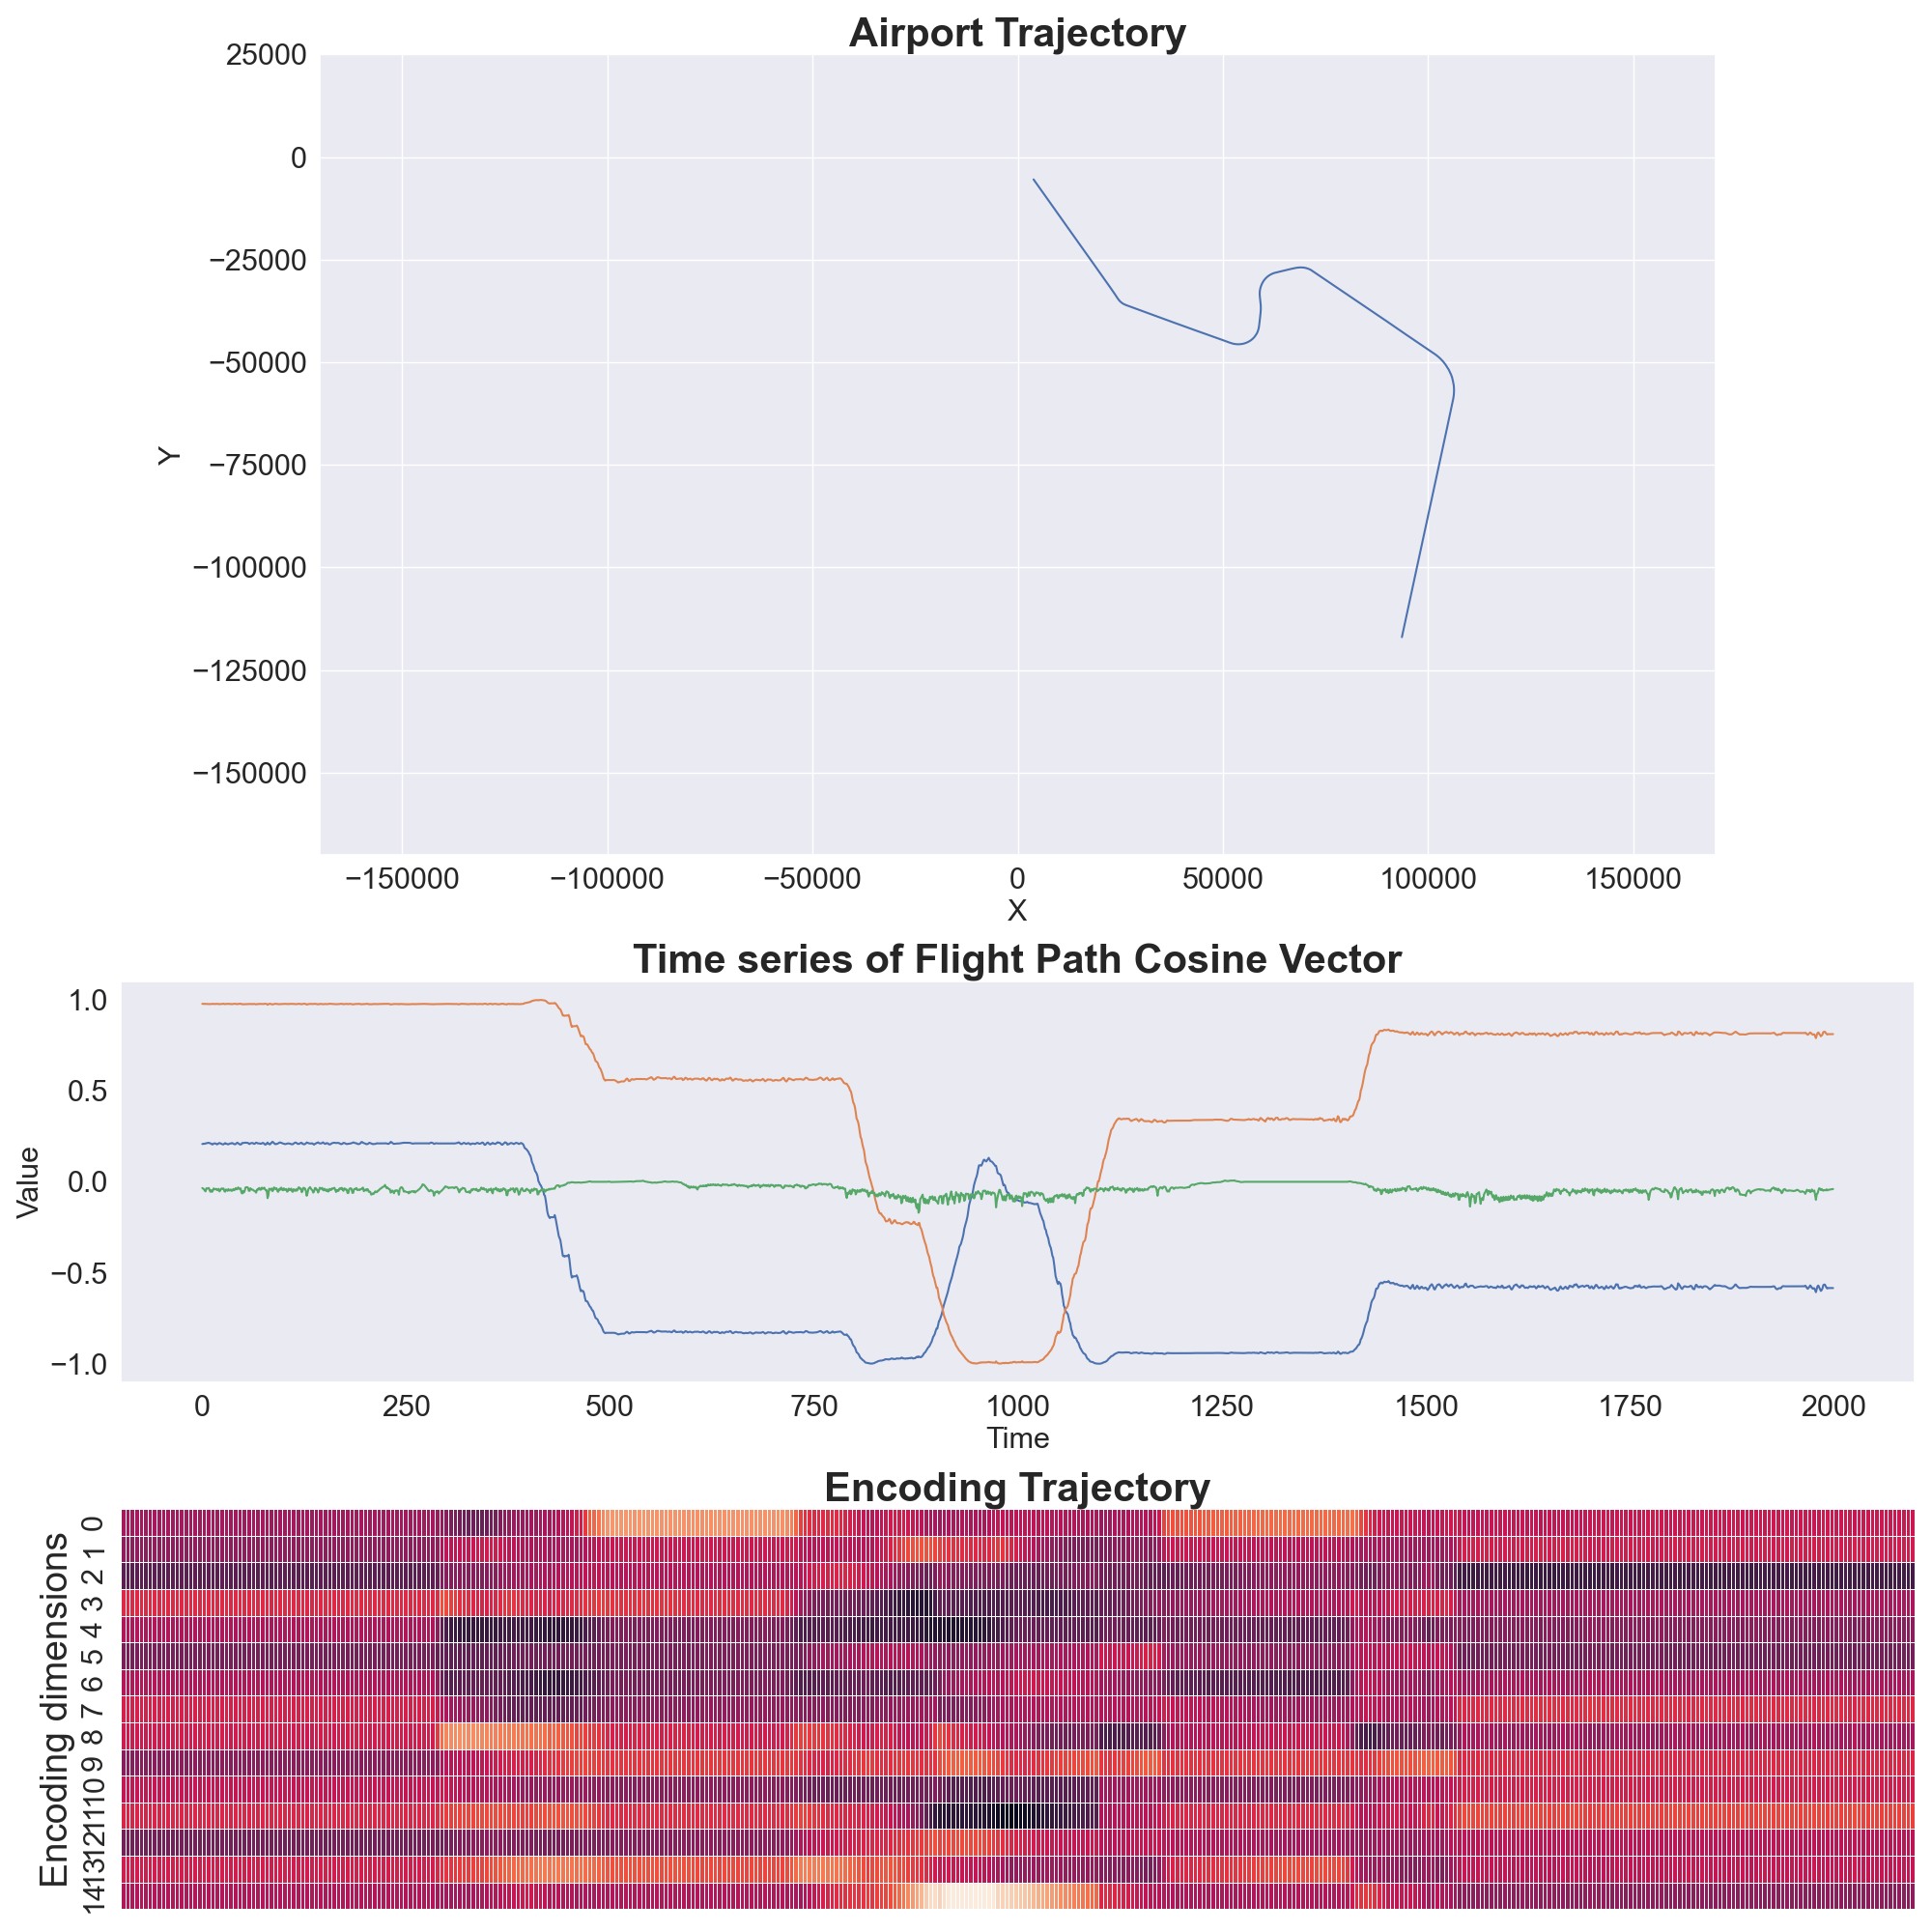 Airport Trajectory
25000
0
−25000
−50000
−75000
−100000
−125000
−150000
Y
−150000 −100000 −50000 0 50000 100000 150000
X
Time series of Flight Path Cosine Vector
1.0
0.5
0.0
−0.5
−1.0
Value
0 250 500 750 1000 1250 1500 1750 2000
Time
Encoding Trajectory
Encoding dimensions
0
1
2
3
4
5
6
7
8
9
10
11
12
13
14